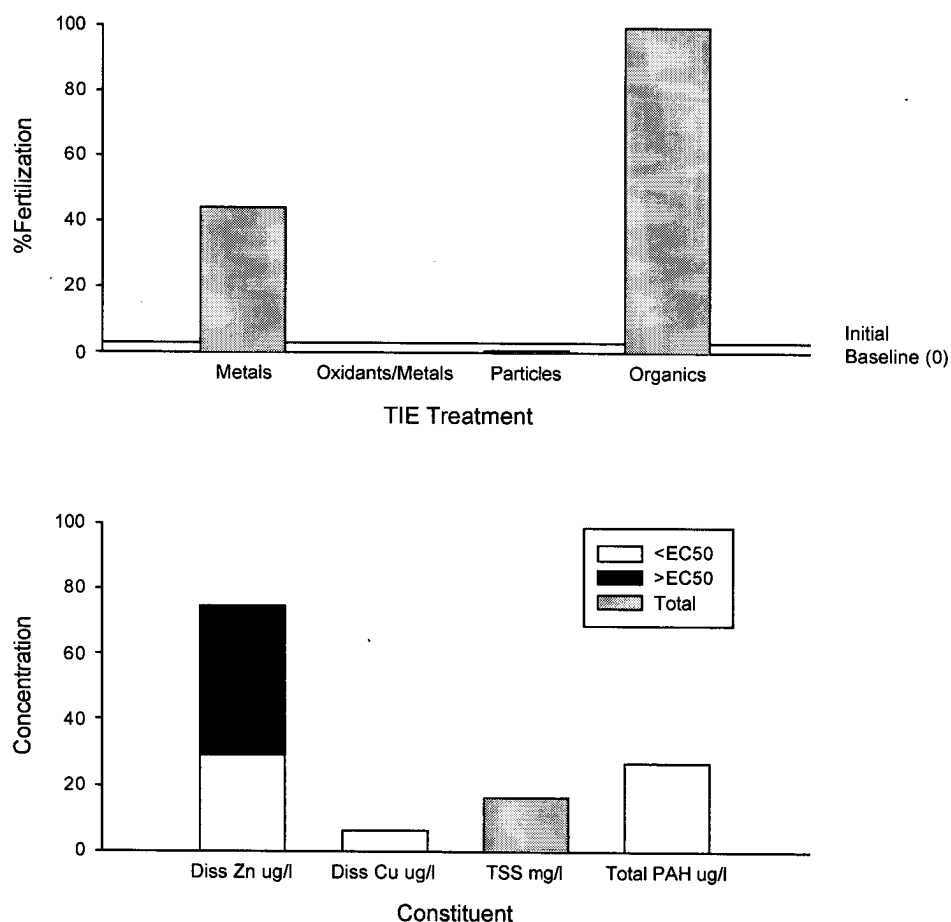 100
80
60
40
20
0
%Fertilization
Metals
Oxidants/Metals
Particles
Organics
Initial
Baseline (0)
TIE Treatment
100
80
60
40
20
0
Concentration
<EC50
>EC50
Total
Diss Zn ug/l
Diss Cu ug/l
TSS mg/l
Total PAH ug/l
Constituent